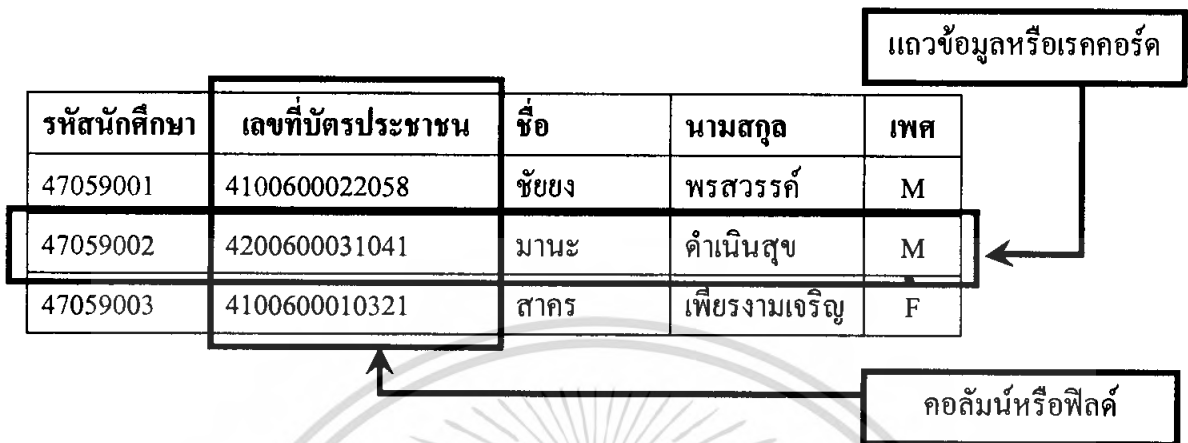 แถวข้อมูลหรือเรคคอร์ด
รหัสนักศึกษา เลขที่บัตรประชาชน ชื่อ นามสกุล เพศ
47059001 4100600022058 ชัยยง พรสวรรค์ M
47059002 4200600031041 มานะ ดำเนินสุข M
47059003 4100600010321 สาคร เพียรงามเจริญ F
คอลัมน์หรือฟิลด์